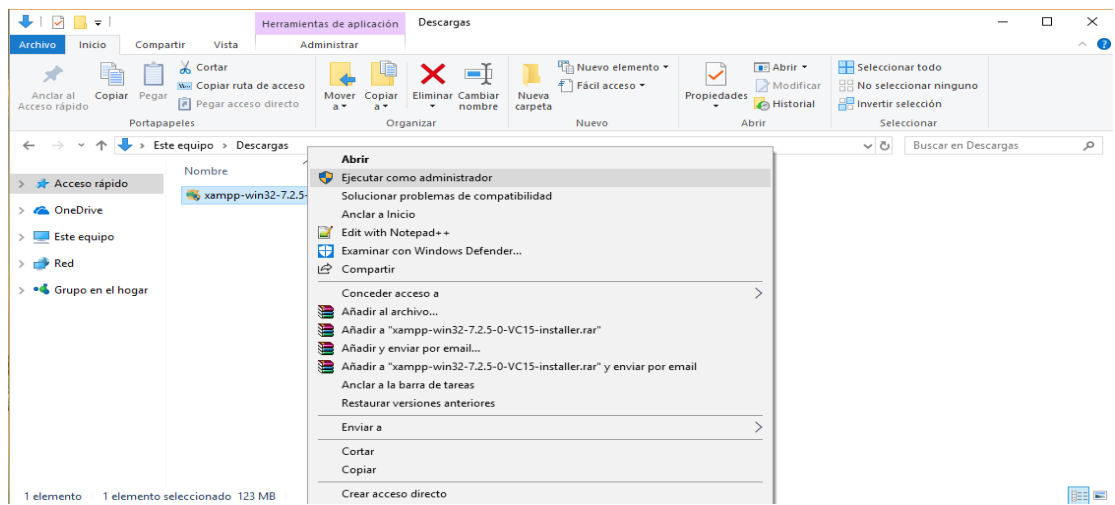 Herramientas de aplicación Descargas
Archivo Inicio Compartir Vista Administrar
Anclar al Acceso rápido
Copiar
Pegar
Cortar
Copiar ruta de acceso
Pegar acceso directo
Portapapeles
Mover a
Copiar a
Eliminar
Cambiar nombre
Organizar
Nueva carpeta
Nuevo elemento
Fácil acceso
Nuevo
Propiedades
Abrir
Modificar
Historial
Abrir
Seleccionar todo
No seleccionar ninguno
Invertir selección
Seleccionar
Este equipo > Descargas
Buscar en Descargas
Acceso rápido
OneDrive
Este equipo
Red
Grupo en el hogar
Nombre
xampp-win32-7.2.5-
Abrir
Ejecutar como administrador
Solucionar problemas de compatibilidad
Anclar a Inicio
Edit with Notepad++
Examinar con Windows Defender...
Compartir
Conceder acceso a
Añadir al archivo...
Añadir a "xampp-win32-7.2.5-0-VC15-installer.rar"
Añadir y enviar por email...
Añadir a "xampp-win32-7.2.5-0-VC15-installer.rar" y enviar por email
Anclar a la barra de tareas
Restaurar versiones anteriores
Enviar a
Cortar
Copiar
Crear acceso directo
1 elemento 1 elemento seleccionado 123 MB